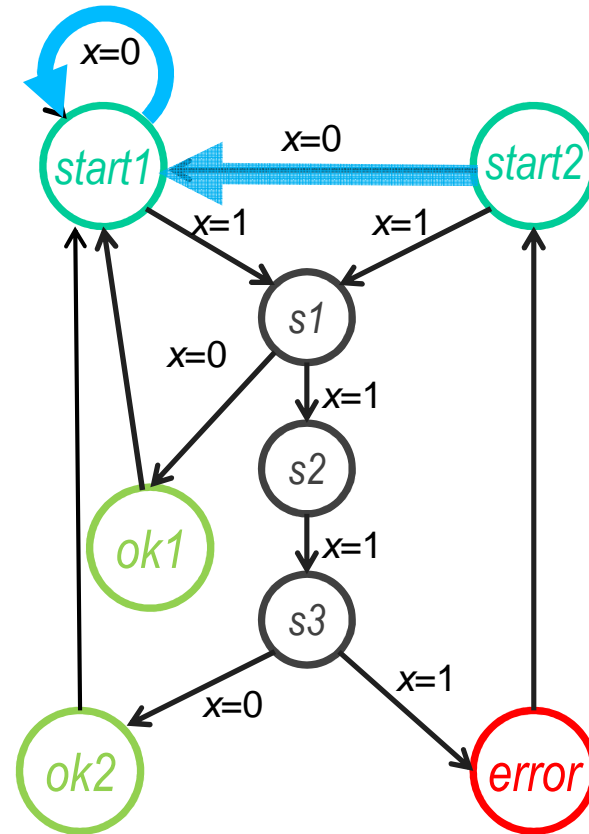 x=0
x=0
start1
start2
x=1
x=1
s1
x=0
x=1
s2
ok1
x=1
s3
x=1
x=0
ok2
error